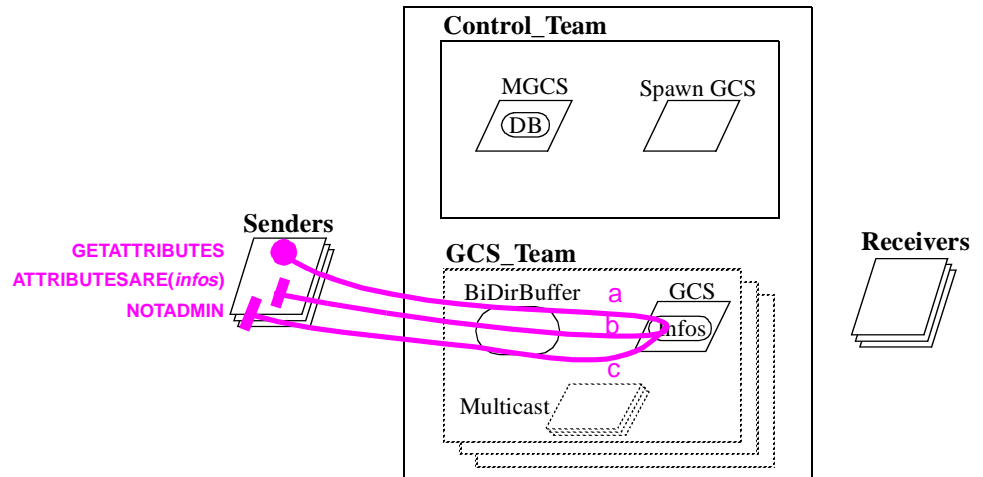 Control_Team
MGCS
Spawn GCS
DB
Senders
GETATTRIBUTES
ATTRIBUTESARE(infos)
NOTADMIN
Receivers
GCS_Team
BiDirBuffer
a
GCS
b
Infos
c
Multicast